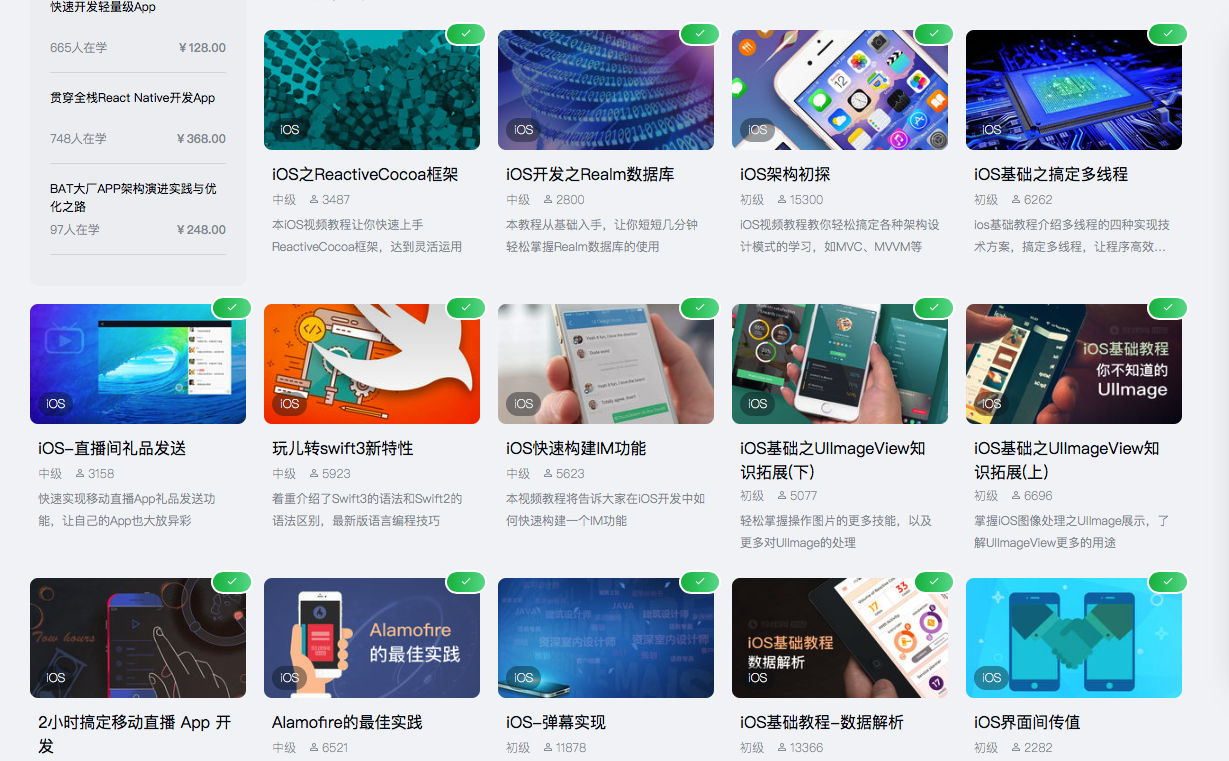 快速开发轻量级App
665人在学 ¥128.00
贯穿全栈React Native开发App
748人在学 ¥368.00
BAT大厂APP架构演进实践与优
化之路
97人在学 ¥248.00
iOS
iOS之ReactiveCocoa框架
中级 3487
本iOS视频教程让你快速上手
ReactiveCocoa框架，达到灵活运用
iOS
iOS开发之Realm数据库
中级 2800
本教程从基础入手，让你短短几分钟
轻松掌握Realm数据库的使用
iOS
iOS架构初探
初级 15300
iOS视频教程教你轻松搞定各种架构设
计模式的学习，如MVC、MVVM等
iOS
iOS基础之搞定多线程
初级 6262
ios基础教程介绍多线程的四种实现技
术方案，搞定多线程，让程序高效...
iOS
iOS-直播间礼品发送
中级 3158
快速实现移动直播App礼品发送功
能，让自己的App也大放异彩
iOS
玩儿转swift3新特性
中级 5923
着重介绍了Swift3的语法和Swift2的
语法区别，最新版语言编程技巧
iOS
iOS快速构建IM功能
中级 5623
本视频教程将告诉大家在iOS开发中如
何快速构建一个IM功能
iOS
iOS基础之UIImageView知
识拓展(下)
初级 5077
轻松掌握操作图片的更多技能，以及
更多对UIImage的处理
iOS基础教程
你不知道的
UIImage
iOS
iOS基础之UIImageView知
识拓展(上)
初级 6696
掌握iOS图像处理之UIImage展示，了
解UIImageView更多的用途
Tow hours
iOS
2小时搞定移动直播 App 开
发
Alamofire
的最佳实践
iOS
Alamofire的最佳实践
中级 6521
JAVA
建筑设计师
资深室内设计师
iOS
iOS-弹幕实现
初级 11878
iOS基础教程
数据解析
iOS
iOS基础教程-数据解析
初级 13366
iOS
iOS界面间传值
初级 2282